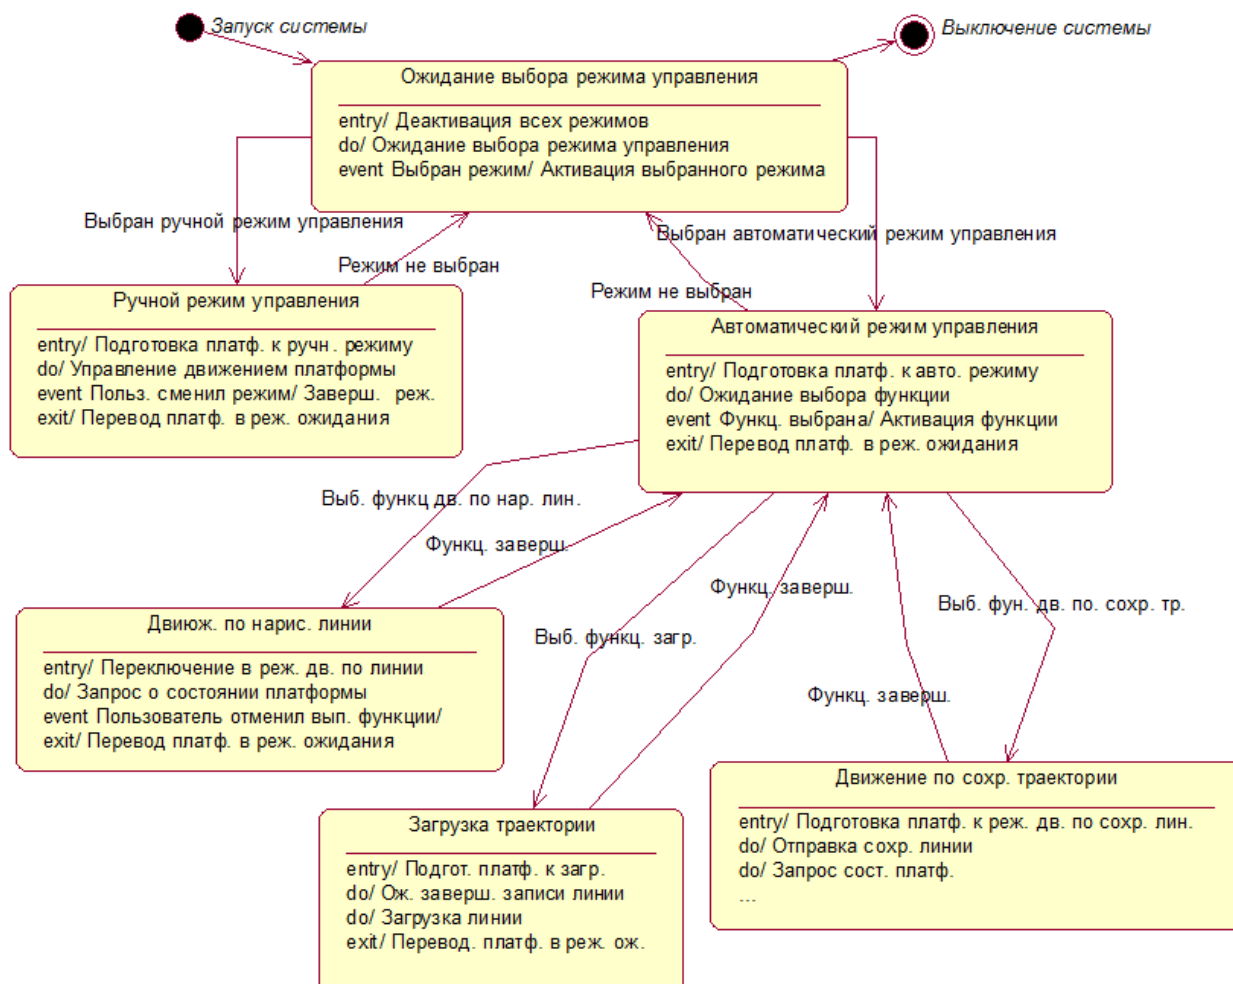 Запуск системы
Выключение системы
Ожидание выбора режима управления
entry/ Деактивация всех режимов
do/ Ожидание выбора режима управления
event Выбран режим/ Активация выбранного режима
Выбран ручной режим управления
Выбран автоматический режим управления
Режим не выбран
Режим не выбран
Ручной режим управления
entry/ Подготовка платф. к ручн. режиму
do/ Управление движением платформы
event Польз. сменил режим/ Заверш. реж.
exit/ Перевод платф. в реж. ожидания
Автоматический режим управления
entry/ Подготовка платф. к авто. режиму
do/ Ожидание выбора функции
event Функц. выбрана/ Активация функции
exit/ Перевод платф. в реж. ожидания
Выб. функц дв. по нар. лин.
Функц. заверш.
Функц. заверш.
Выб. фун. дв. по. сохр. тр.
Выб. функц. загр.
Функц. заверш.
Двиюж. по нарис. линии
entry/ Переключение в реж. дв. по линии
do/ Запрос о состоянии платформы
event Пользователь отменил вып. функции/
exit/ Перевод платф. в реж. ожидания
Загрузка траектории
entry/ Подгот. платф. к загр.
do/ Ож. заверш. записи линии
do/ Загрузка линии
exit/ Перевод. платф. в реж. ож.
Движение по сохр. траектории
entry/ Подготовка платф. к реж. дв. по сохр. лин.
do/ Отправка сохр. линии
do/ Запрос сост. платф.
...